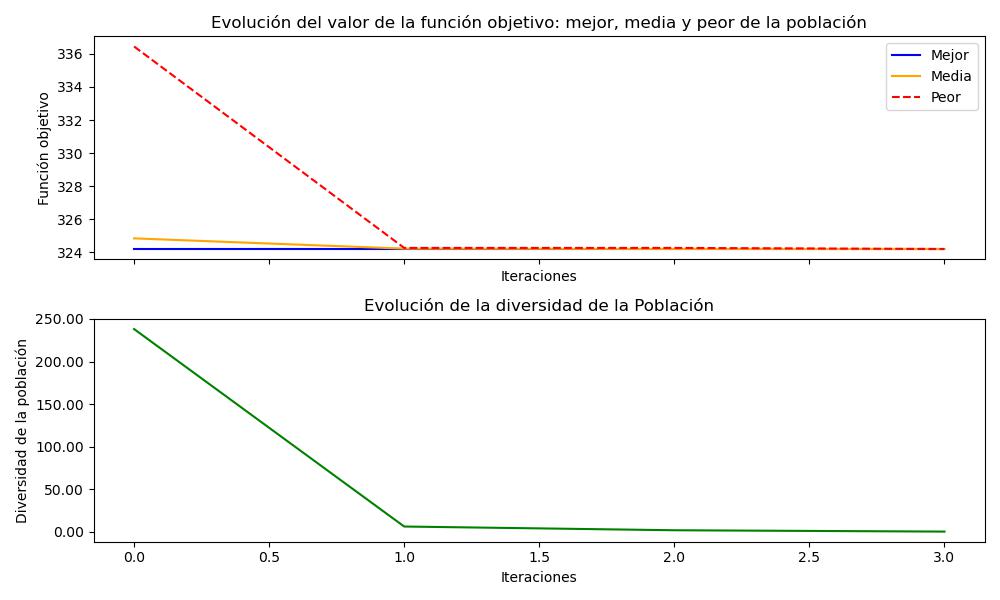 Evolución del valor de la función objetivo: mejor, media y peor de la población
Función objetivo
336
334
332
330
328
326
324
Mejor
Media
Peor
Iteraciones
Evolución de la diversidad de la Población
Diversidad de la población
250.00
200.00
150.00
100.00
50.00
0.00
0.0 0.5 1.0 1.5 2.0 2.5 3.0
Iteraciones